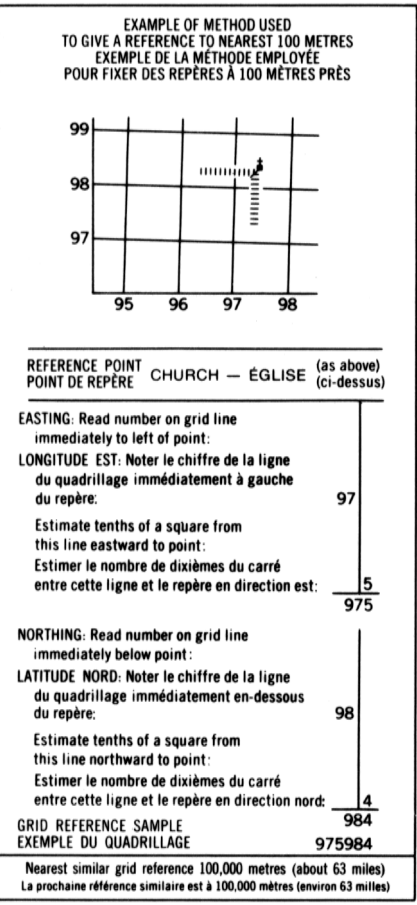 EXAMPLE OF METHOD USED
TO GIVE A REFERENCE TO NEAREST 100 METRES
EXEMPLE DE LA MÉTHODE EMPLOYÉE
POUR FIXER DES REPÈRES À 100 MÈTRES PRÈS
99
98
97
95 96 97 98
REFERENCE POINT
POINT DE REPÈRE
CHURCH — ÉGLISE
(as above)
(ci-dessus)
EASTING: Read number on grid line
immediately to left of point:
LONGITUDE EST: Noter le chiffre de la ligne
du quadrillage immédiatement à gauche
du repère: 97
Estimate tenths of a square from
this line eastward to point:
Estimer le nombre de dixièmes du carré
entre cette ligne et le repère en direction est: 5
975
NORTHING: Read number on grid line
immediately below point:
LATITUDE NORD: Noter le chiffre de la ligne
du quadrillage immédiatement en-dessous
du repère: 98
Estimate tenths of a square from
this line northward to point:
Estimer le nombre de dixièmes du carré
entre cette ligne et le repère en direction nord: 4
984
GRID REFERENCE SAMPLE
EXEMPLE DU QUADRILLAGE 975984
Nearest similar grid reference 100,000 metres (about 63 miles)
La prochaine référence similaire est à 100,000 mètres (environ 63 milles)